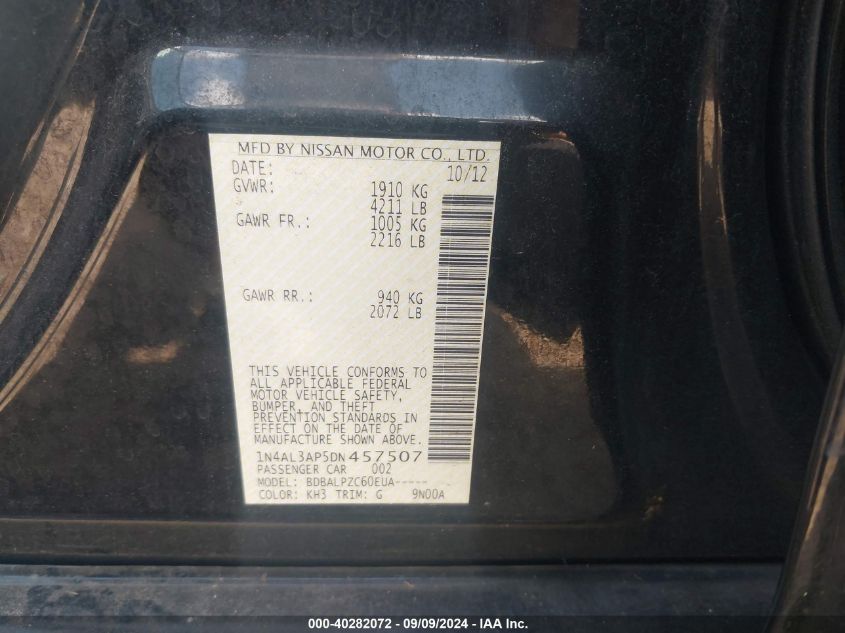 MFD BY NISSAN MOTOR CO., LTD.
DATE: 10/12
GVWR: 1910 KG
4211 LB
GAWR FR.: 1005 KG
2216 LB
GAWR RR.: 940 KG
2072 LB
THIS VEHICLE CONFORMS TO
ALL APPLICABLE FEDERAL
MOTOR VEHICLE SAFETY,
BUMPER, AND THEFT
PREVENTION STANDARDS IN
EFFECT ON THE DATE OF
MANUFACTURE SHOWN ABOVE.
1N4AL3AP5DN457507
PASSENGER CAR 002
MODEL: BDBALPZC60EUA-----
COLOR: KH3 TRIM: G 9N00A
000-40282072 - 09/09/2024 - IAA Inc.